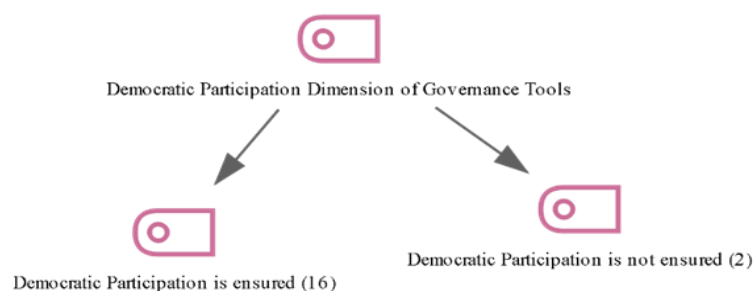 Democratic Participation Dimension of Governance Tools
Democratic Participation is not ensured (2)
Democratic Participation is ensured (16)